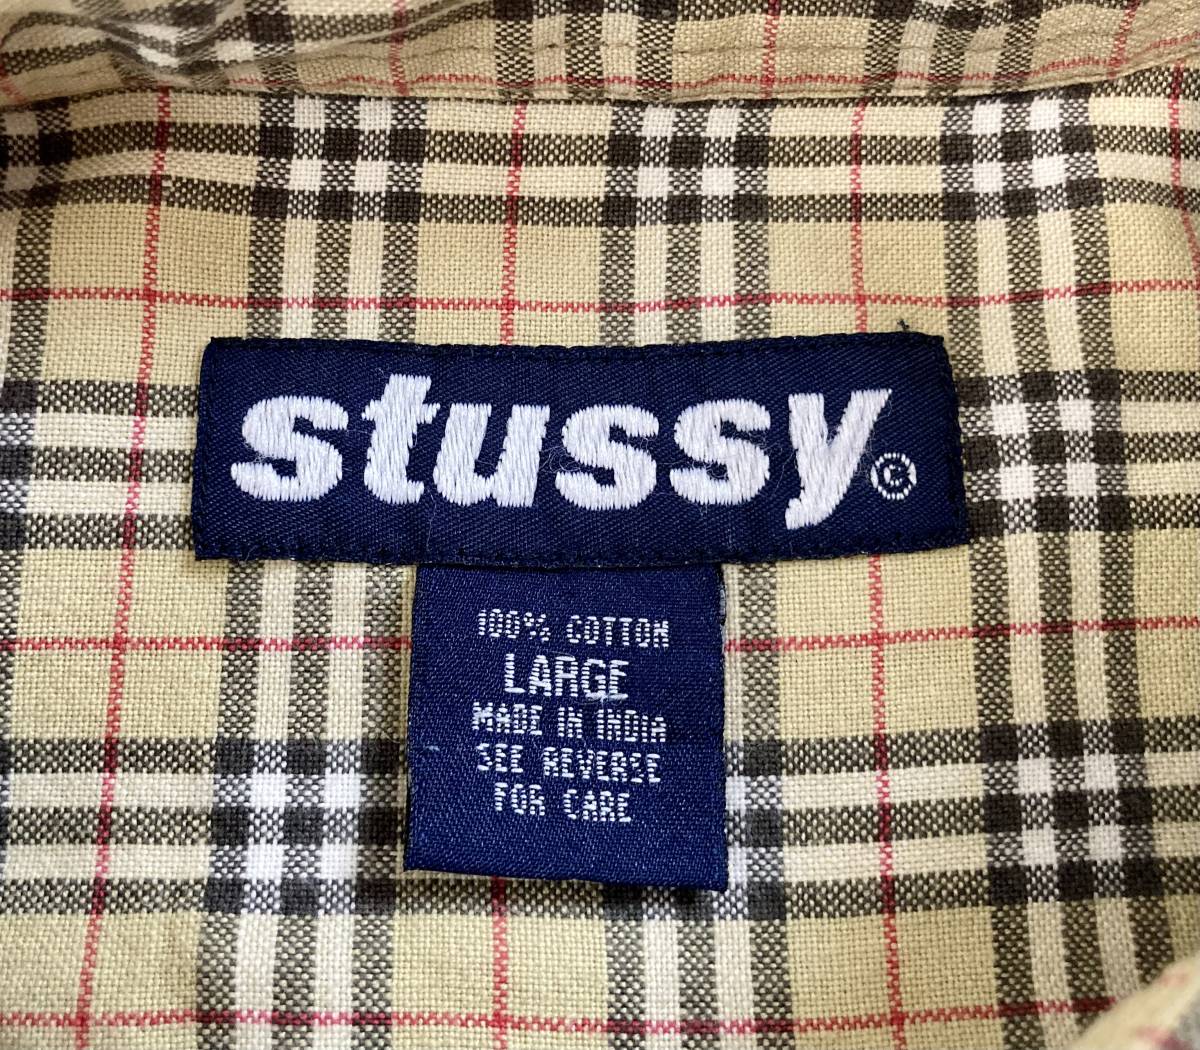 stussy©
100% COTTON
LARGE
MADE IN INDIA
SEE REVERSE
FOR CARE